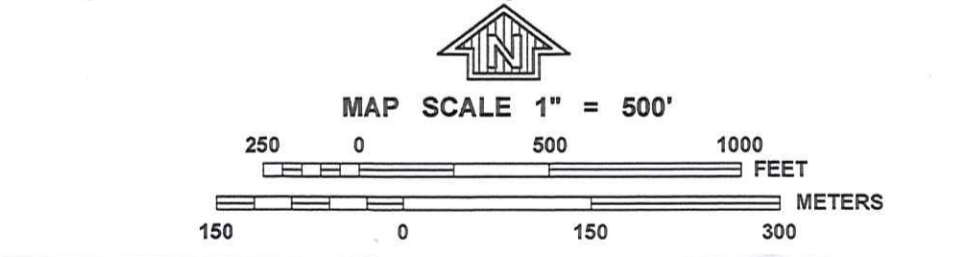 N
MAP SCALE 1" = 500'
250 0 500 1000
FEET
METERS
150 0 150 300